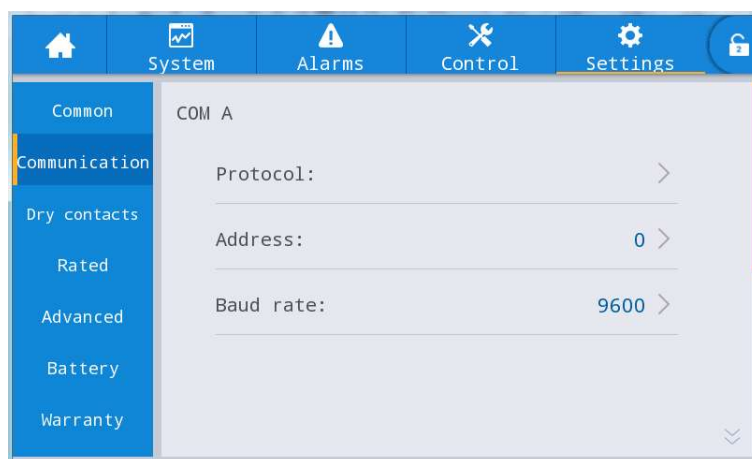 System
Alarms
Control
Settings
2
Common
Communication
Dry contacts
Rated
Advanced
Battery
Warranty
COM A
Protocol:
Address: 0
Baud rate: 9600